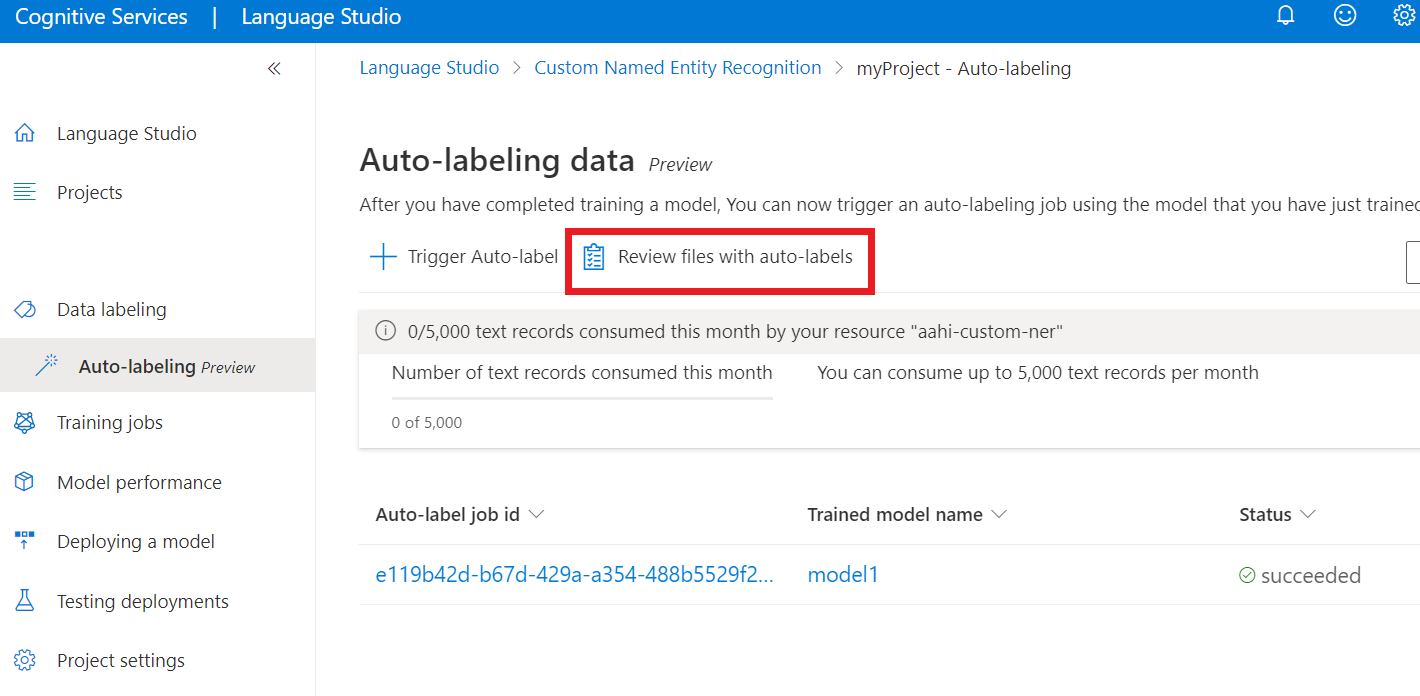 Cognitive Services | Language Studio
Language Studio > Custom Named Entity Recognition > myProject - Auto-labeling
Language Studio
Projects
Data labeling
Auto-labeling Preview
Training jobs
Model performance
Deploying a model
Testing deployments
Project settings
Auto-labeling data Preview
After you have completed training a model, You can now trigger an auto-labeling job using the model that you have just trained
Trigger Auto-label Review files with auto-labels
0/5,000 text records consumed this month by your resource "aahi-custom-ner"
Number of text records consumed this month You can consume up to 5,000 text records per month
0 of 5,000
Auto-label job id Trained model name Status
e119b42d-b67d-429a-a354-488b5529f2... model1 succeeded